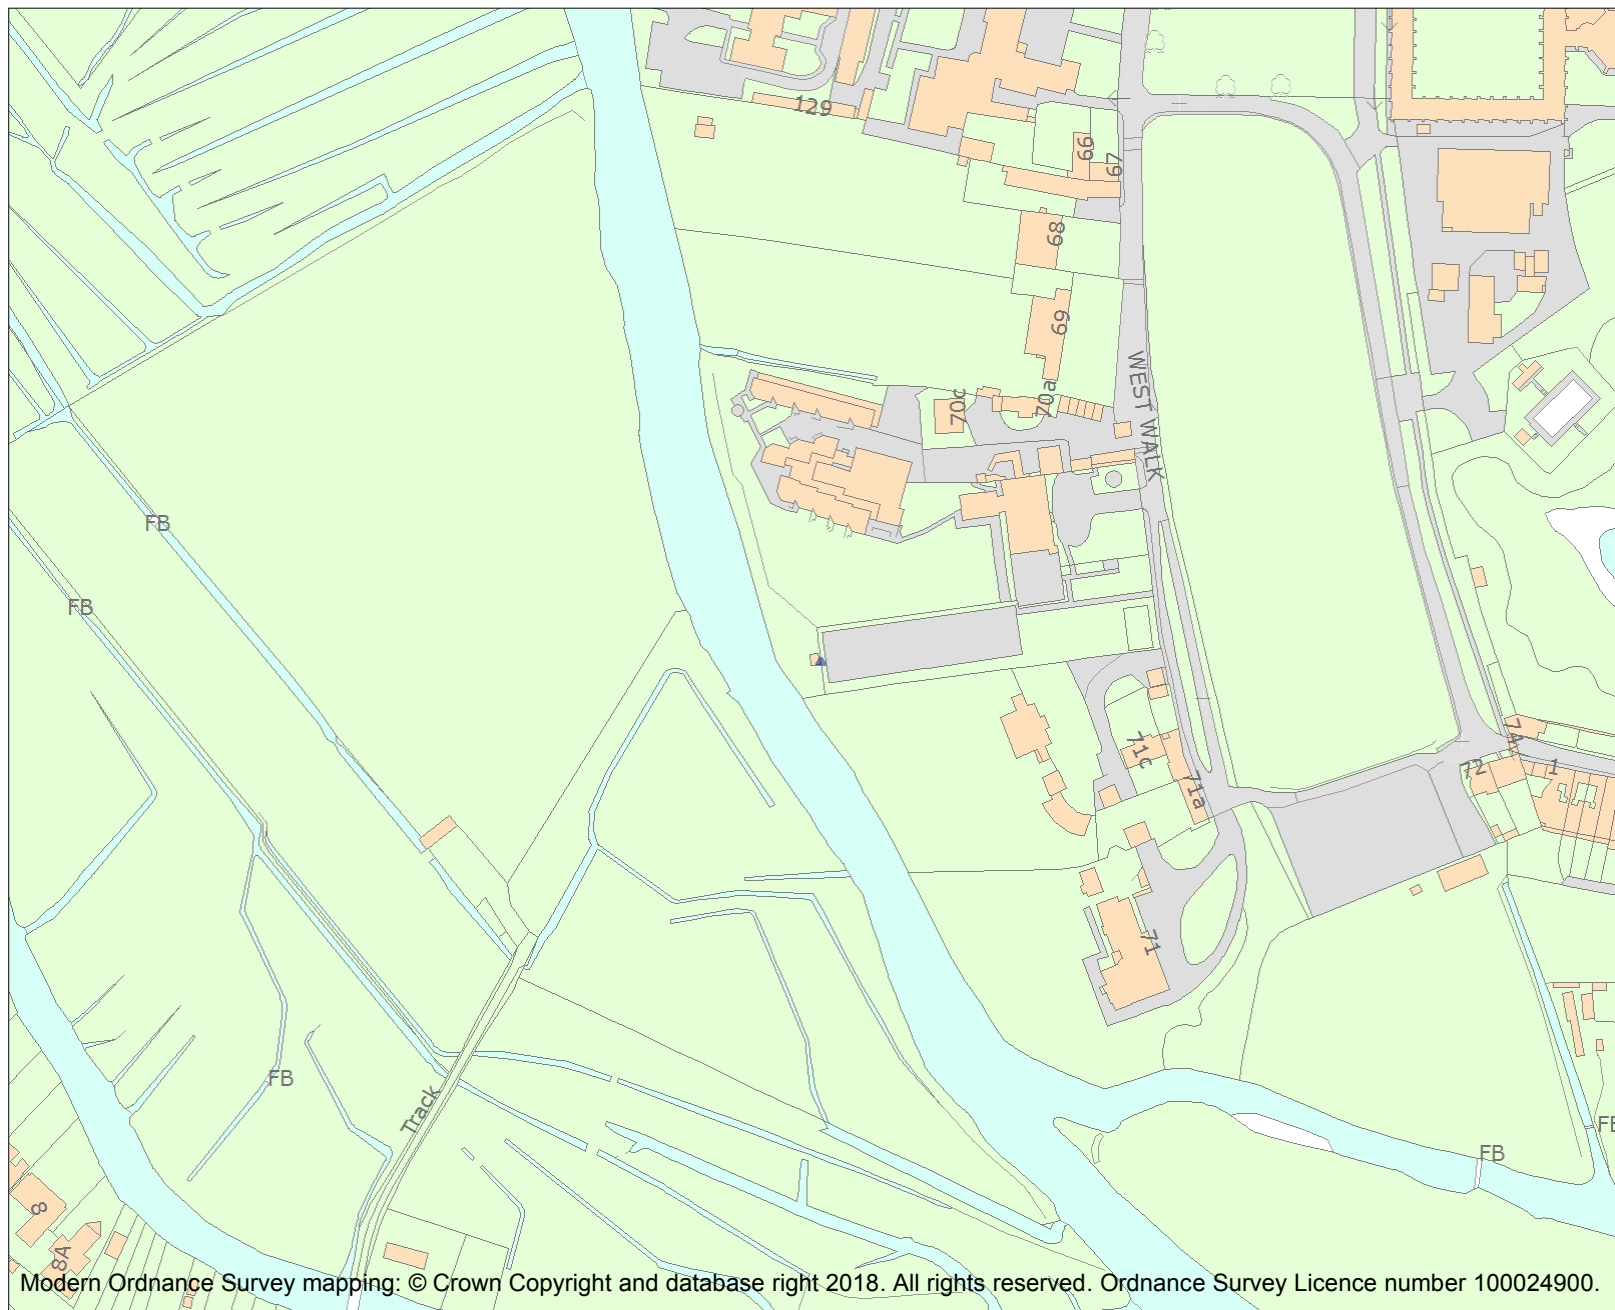 129
66
67
68
69
WEST WALK
70c
70a
FB
FB
71c
71a
7A
72
1
71
FB
Track
FB
FB
8
8A
Modern Ordnance Survey mapping: © Crown Copyright and database right 2018. All rights reserved. Ordnance Survey Licence number 100024900.